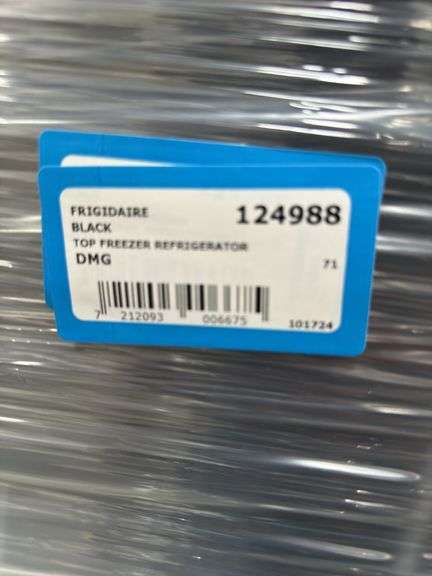 FRIGIDAIRE 124988
BLACK
TOP FREEZER REFRIGERATOR
DMG 71
7 212093 006675 101724